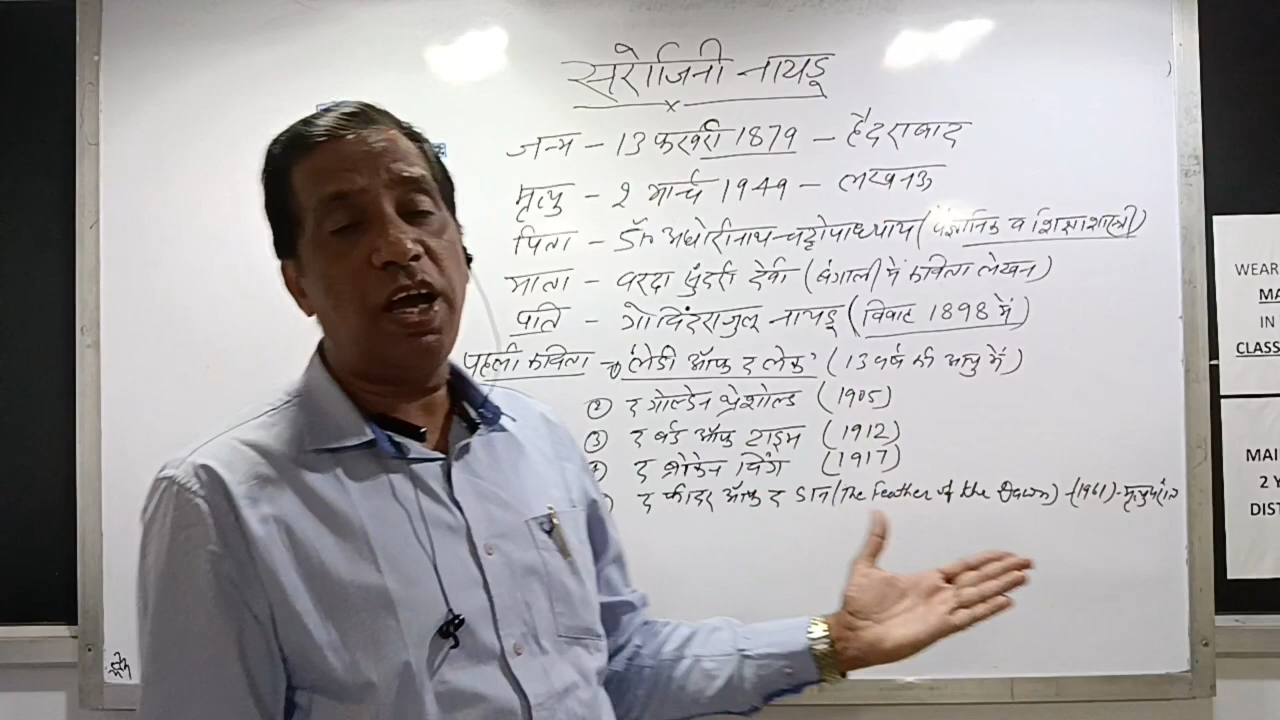 सरोजिनी नायडू
जन्म – 13 फरवरी 1879 – हैदराबाद
मृत्यु – 2 मार्च 1949 – लखनऊ
पिता – डॉ. अघोरीनाथ चट्टोपाध्याय (वैज्ञानिक व शिक्षाशास्त्री)
माता – वरदा सुंदरी देवी (बंगाली में कविता लेखन)
पति – गोविंदराजुलू नायडू (विवाह 1898 में)
पहली कविता → 'लेडी ऑफ द लेक' (13 वर्ष की आयु में)
② द गोल्डेन थ्रेशोल्ड (1905)
③ द बर्ड ऑफ टाइम (1912)
द ब्रोकेन विंग (1917)
द फीदर ऑफ द डॉन (The Feather of the Dawn) – (1961) –
WEAR
MA
IN
CLASS
MAI
2 Y
DIST